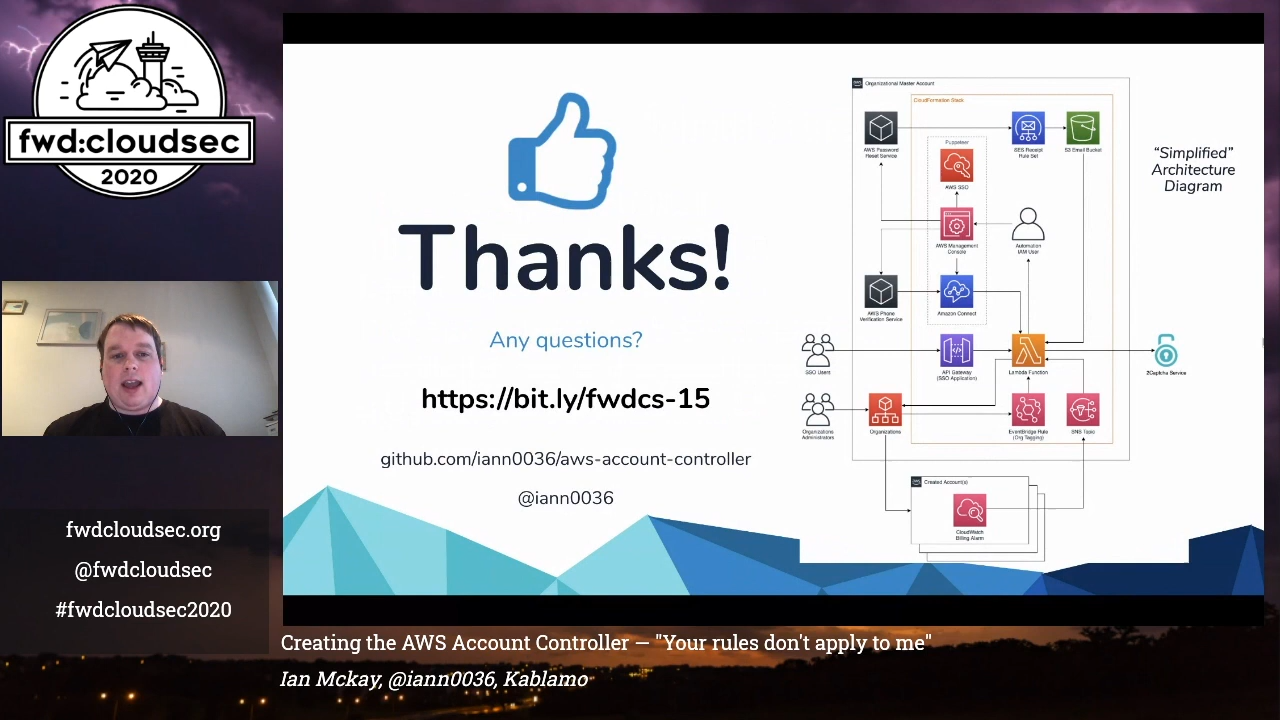 fwd:cloudsec
2020
fwdcloudsec.org
@fwdcloudsec
#fwdcloudsec2020
Thanks!
Any questions?
https://bit.ly/fwdcs-15
github.com/iann0036/aws-account-controller
@iann0036
"Simplified"
Architecture
Diagram
Organizational Master Account
CloudFormation Stack
AWS Password
Reset Service
SES Receipt
Rule Set
S3 Email Bucket
Puppeteer
AWS SSO
AWS Management
Console
Automation
IAM User
AWS Phone
Verification Service
Amazon Connect
SSO Users
API Gateway
(SSO Application)
Lambda Function
2Captcha Service
Organizations
Administrators
Organizations
EventBridge Rule
(Org Tagging)
SNS Topic
Created Account(s)
CloudWatch
Billing Alarm
Creating the AWS Account Controller — "Your rules don't apply to me"
Ian Mckay, @iann0036, Kablamo